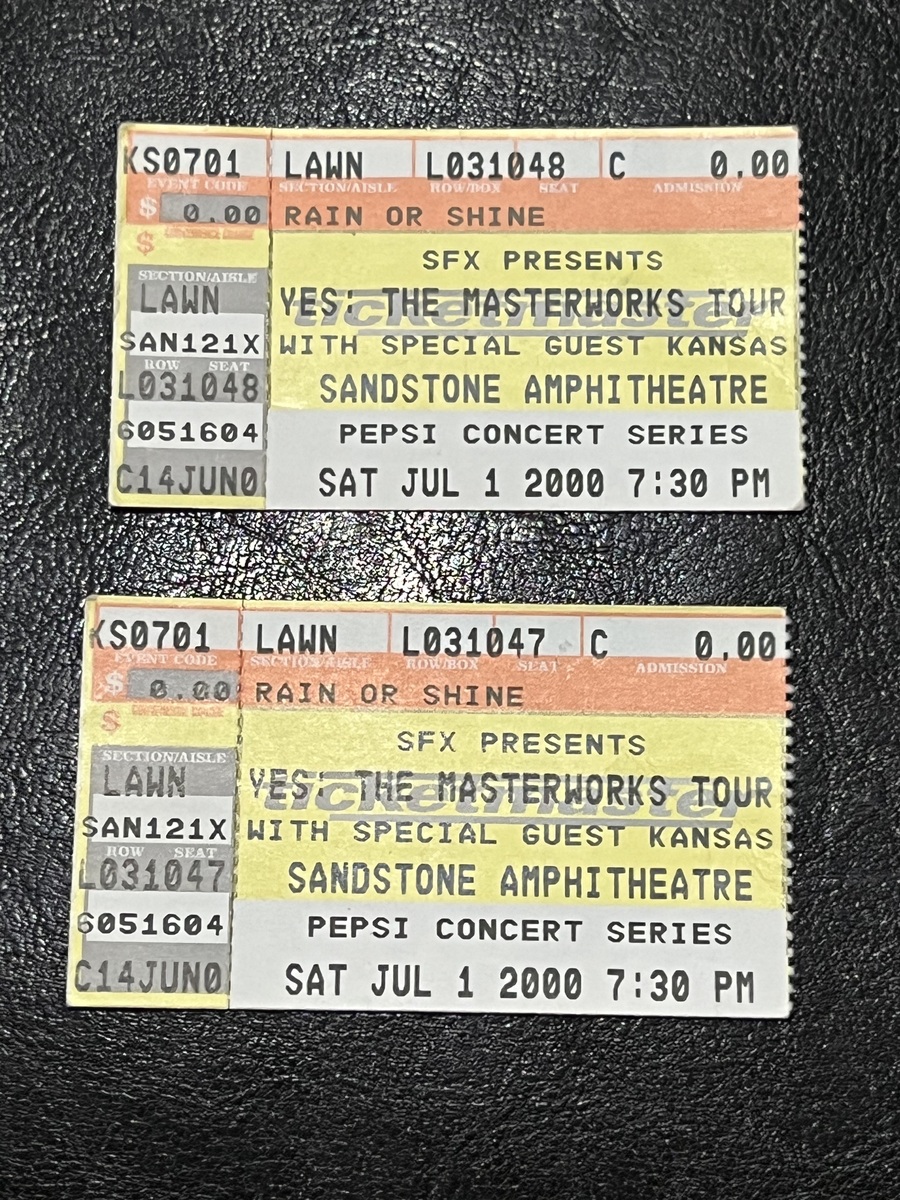 KS0701 LAWN L031048 C 0.00
EVENT CODE SECTION/AISLE ROW/BOX SEAT ADMISSION
$ 0.00 RAIN OR SHINE
$
SFX PRESENTS
SECTION/AISLE
LAWN YES: THE MASTERWORKS TOUR
ticketmaster
SAN121X WITH SPECIAL GUEST KANSAS
ROW SEAT
L031048 SANDSTONE AMPHITHEATRE
6051604 PEPSI CONCERT SERIES
C14JUN0 SAT JUL 1 2000 7:30 PM
KS0701 LAWN L031047 C 0.00
EVENT CODE SECTION/AISLE ROW/BOX SEAT ADMISSION
$ 0.00 RAIN OR SHINE
$
SFX PRESENTS
SECTION/AISLE
LAWN YES: THE MASTERWORKS TOUR
ticketmaster
SAN121X WITH SPECIAL GUEST KANSAS
ROW SEAT
L031047 SANDSTONE AMPHITHEATRE
6051604 PEPSI CONCERT SERIES
C14JUN0 SAT JUL 1 2000 7:30 PM